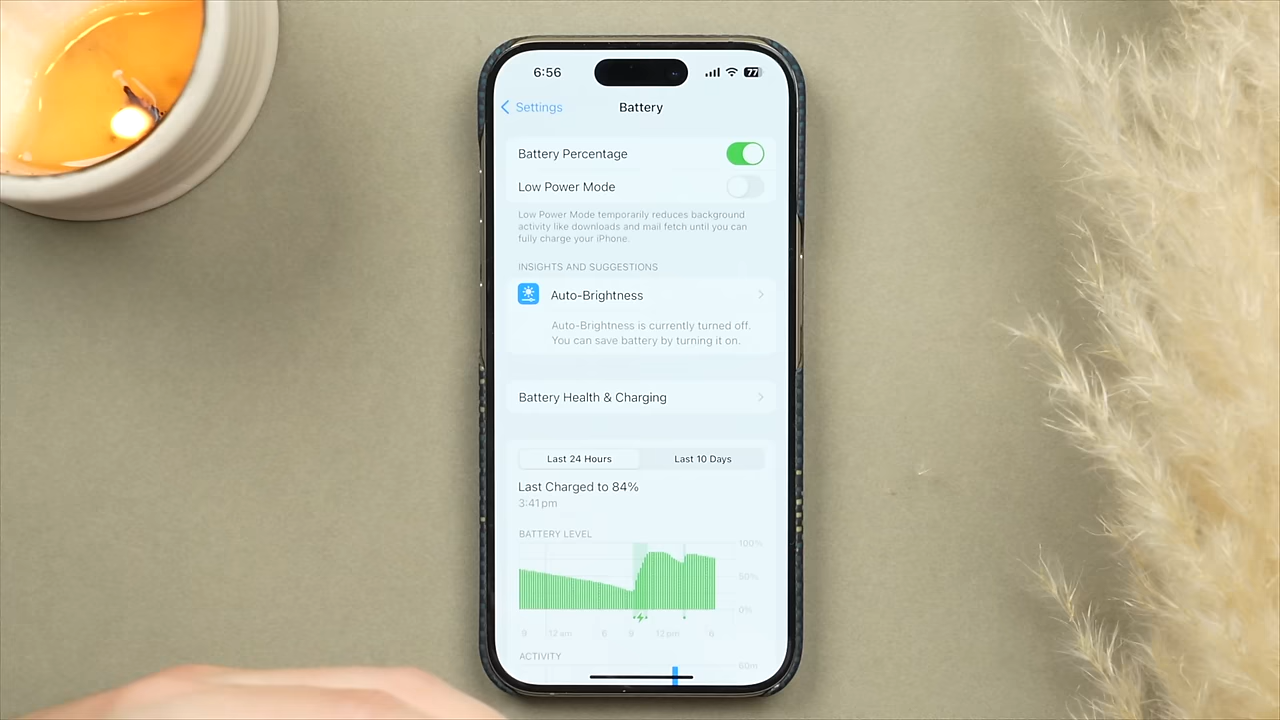 6:56
77
Settings
Battery
Battery Percentage
Low Power Mode
Low Power Mode temporarily reduces background
activity like downloads and mail fetch until you can
fully charge your iPhone.
INSIGHTS AND SUGGESTIONS
Auto-Brightness
Auto-Brightness is currently turned off.
You can save battery by turning it on.
Battery Health & Charging
Last 24 Hours
Last 10 Days
Last Charged to 84%
3:41 pm
BATTERY LEVEL
100%
50%
0%
9 12 am 6 9 12 pm 6
ACTIVITY
60m